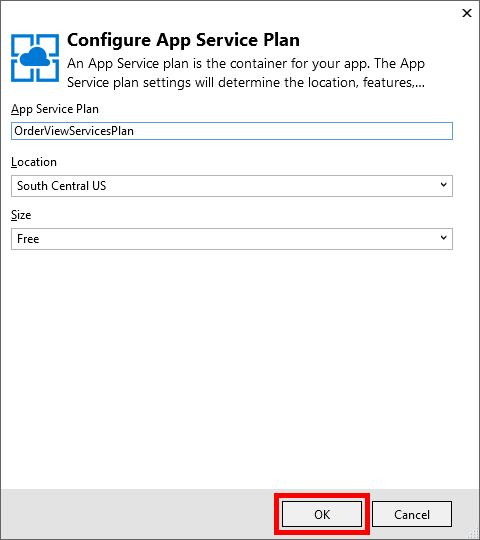 Configure App Service Plan
An App Service plan is the container for your app. The App
Service plan settings will determine the location, features,...
App Service Plan
OrderViewServicesPlan
Location
South Central US
Size
Free
OK
Cancel